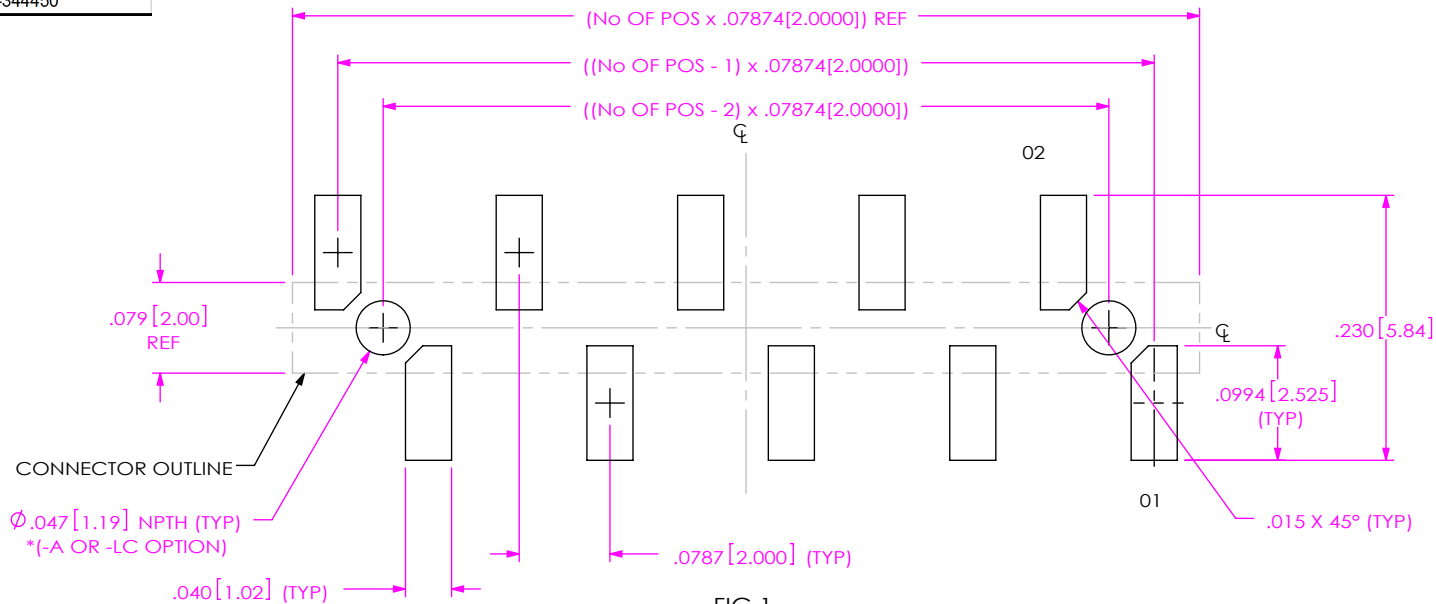 (No OF POS x .07874[2.0000]) REF
((No OF POS - 1) x .07874[2.0000])
((No OF POS - 2) x .07874[2.0000])
℄
02
.079[2.00]
REF
℄
.230[5.84]
.0994[2.525]
(TYP)
CONNECTOR OUTLINE
01
Ø.047[1.19] NPTH (TYP)
*(-A OR -LC OPTION)
.015 X 45° (TYP)
.0787[2.000] (TYP)
.040[1.02] (TYP)